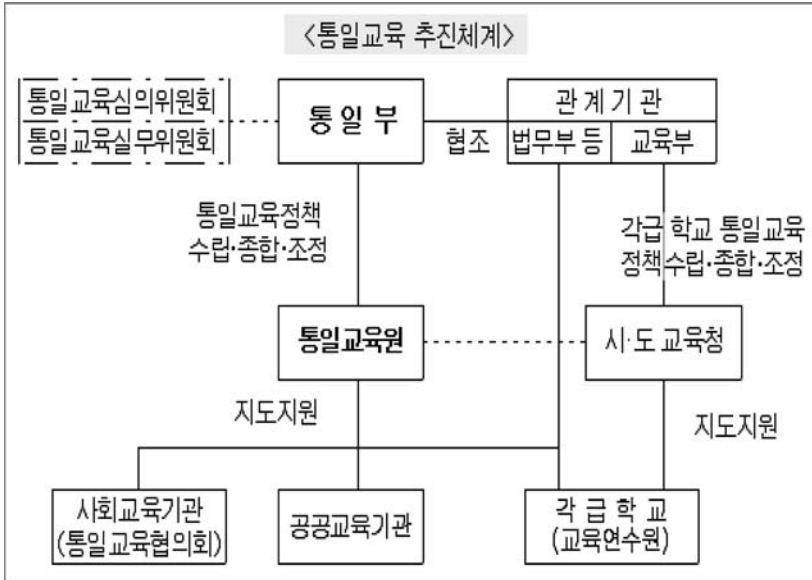 〈통일교육 추진체계〉
통일교육심의위원회
통일교육실무위원회
통 일 부
협조
관 계 기 관
법무부 등
교육부
통일교육정책
수립·종합·조정
각급 학교 통일교육
정책수립·종합·조정
통일교육원
시·도 교육청
지도지원
지도지원
사회교육기관
(통일교육협의회)
공공교육기관
각 급 학 교
(교육연수원)